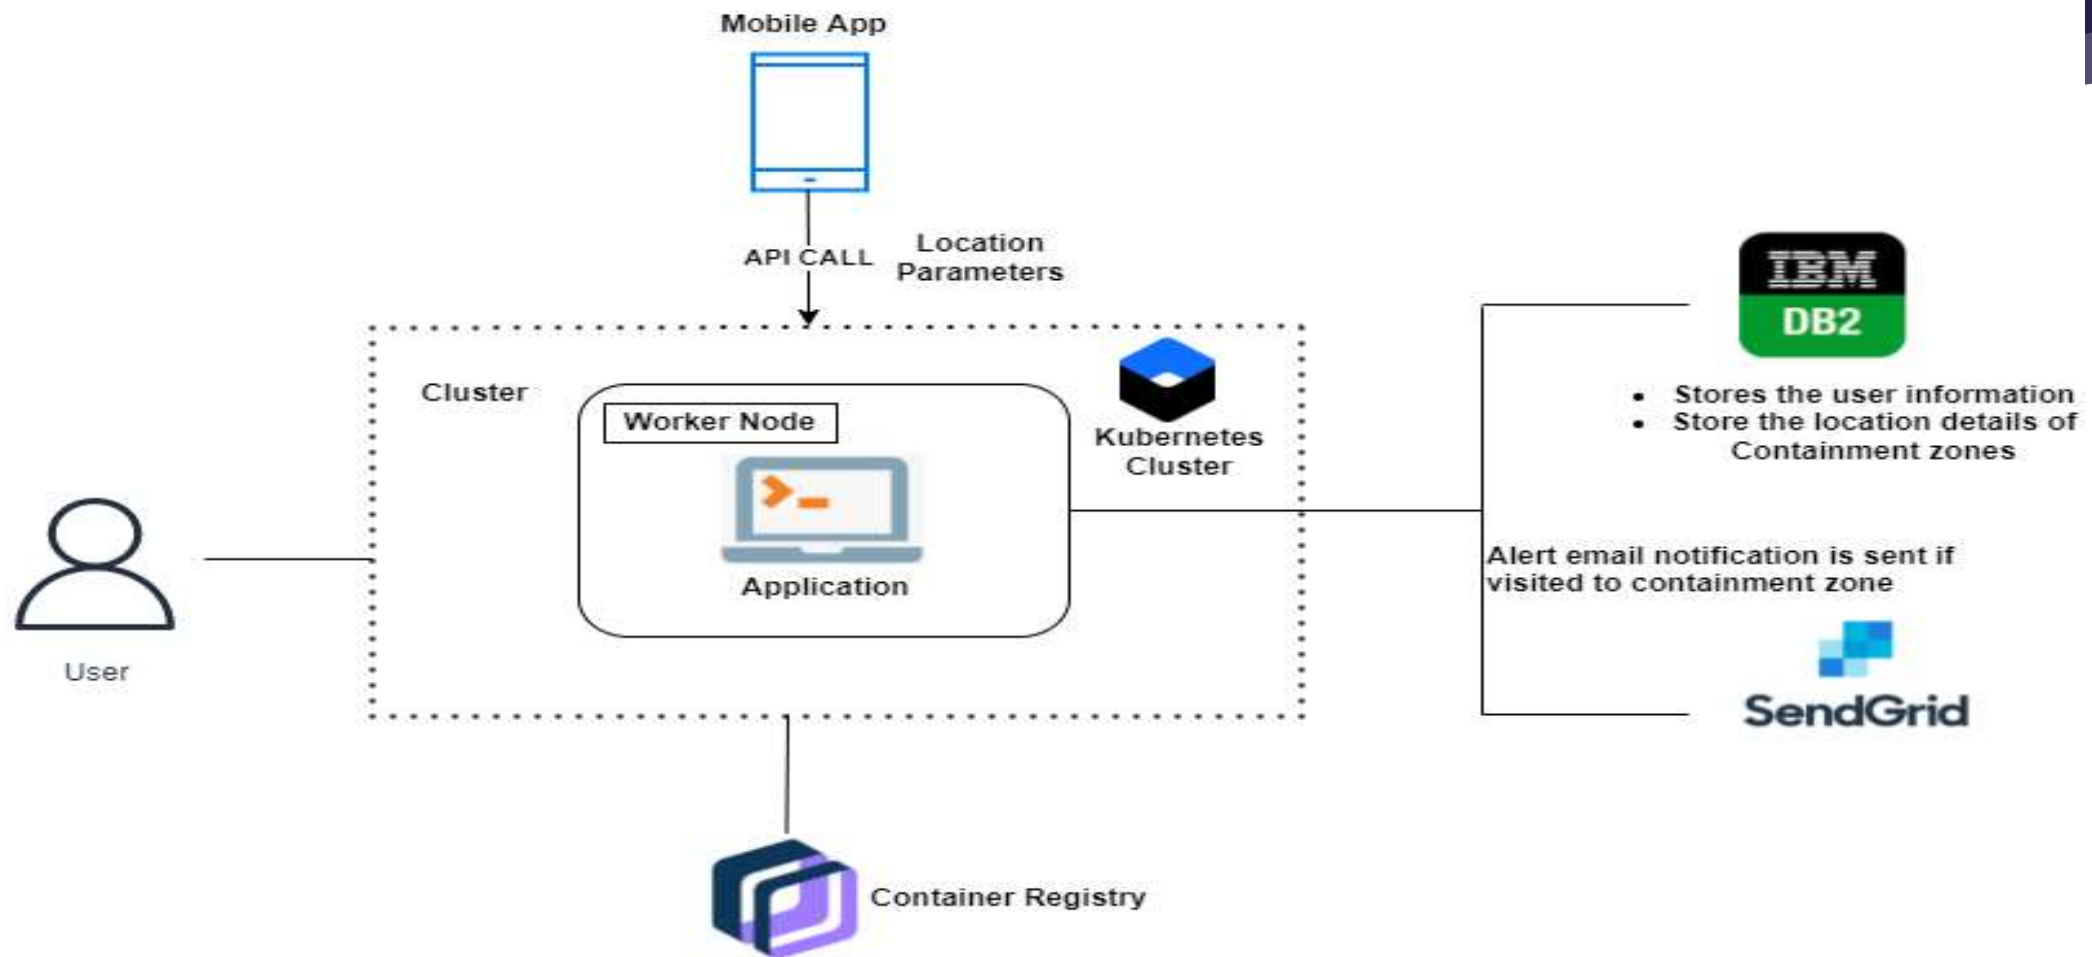 Mobile App
API CALL
Location
Parameters
IBM
DB2
Cluster
Worker Node
Kubernetes
Cluster
• Stores the user information
• Store the location details of
Containment zones
Application
Alert email notification is sent if
visited to containment zone
User
SendGrid
Container Registry